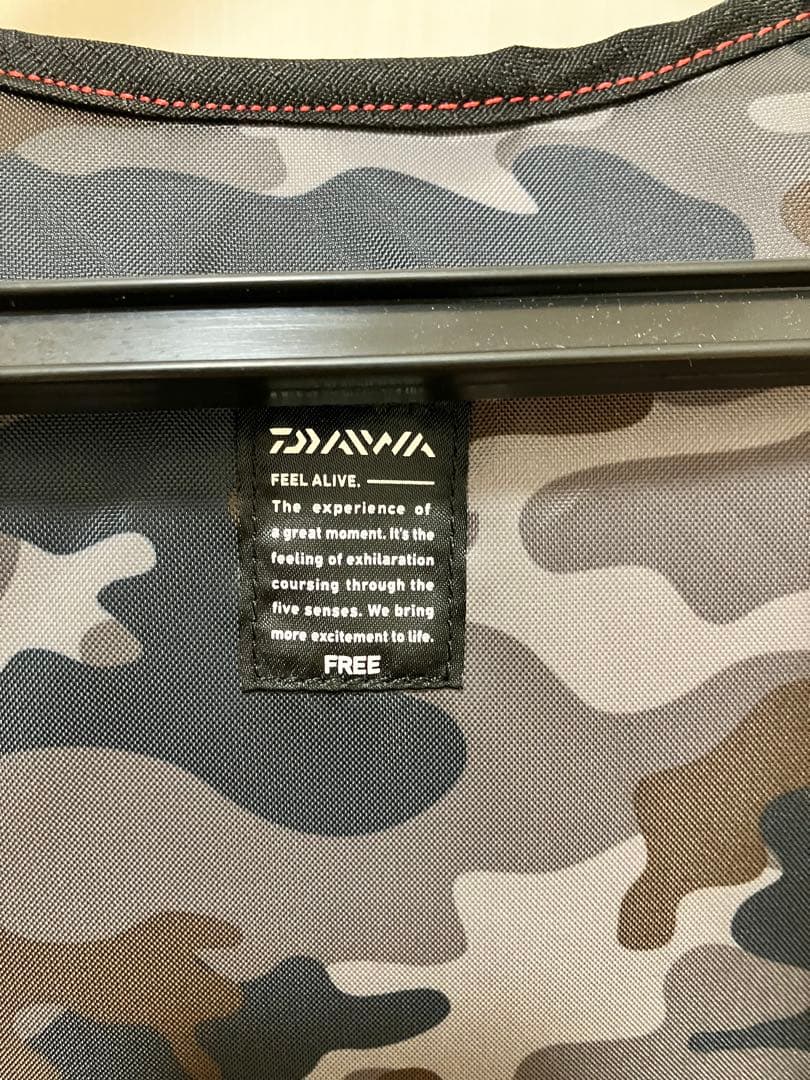 DAIWA
FEEL ALIVE.
The experience of
a great moment. It's the
feeling of exhilaration
coursing through the
five senses. We bring
more excitement to life.
FREE